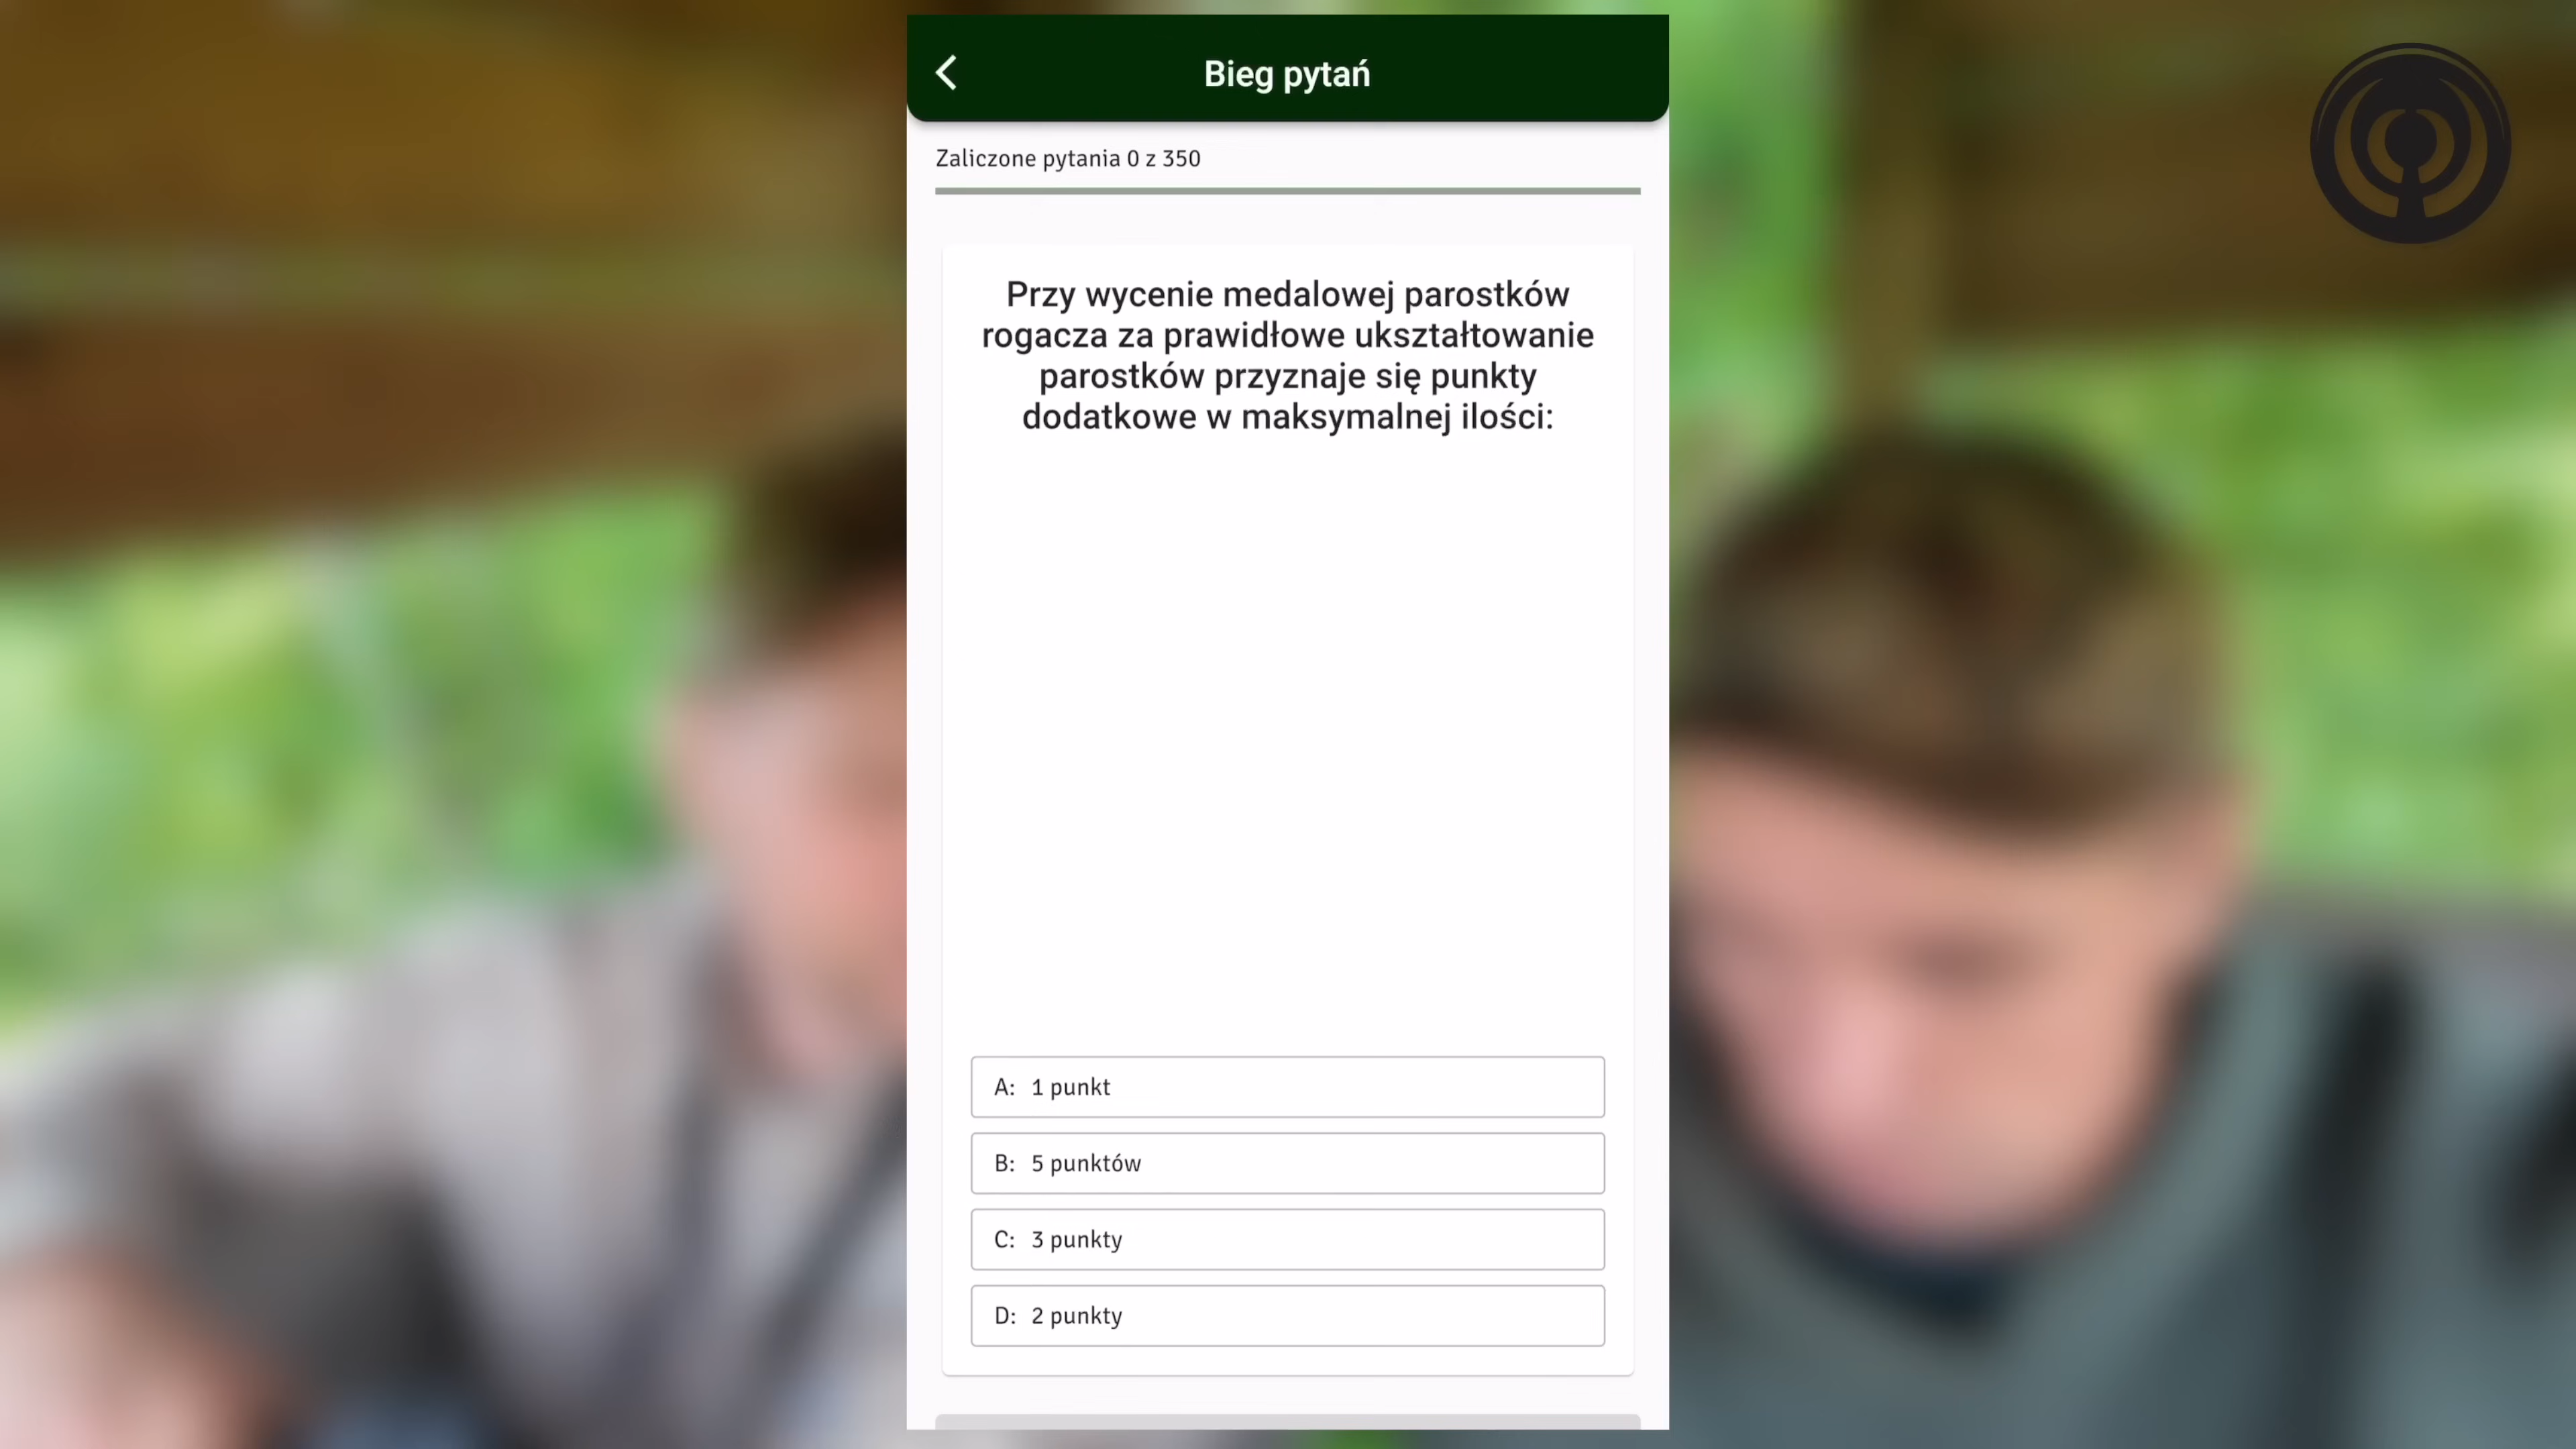 Bieg pytań
Zaliczone pytania 0 z 350
Przy wycenie medalowej parostków
rogacza za prawidłowe ukształtowanie
parostków przyznaje się punkty
dodatkowe w maksymalnej ilości:
A: 1 punkt
B: 5 punktów
C: 3 punkty
D: 2 punkty